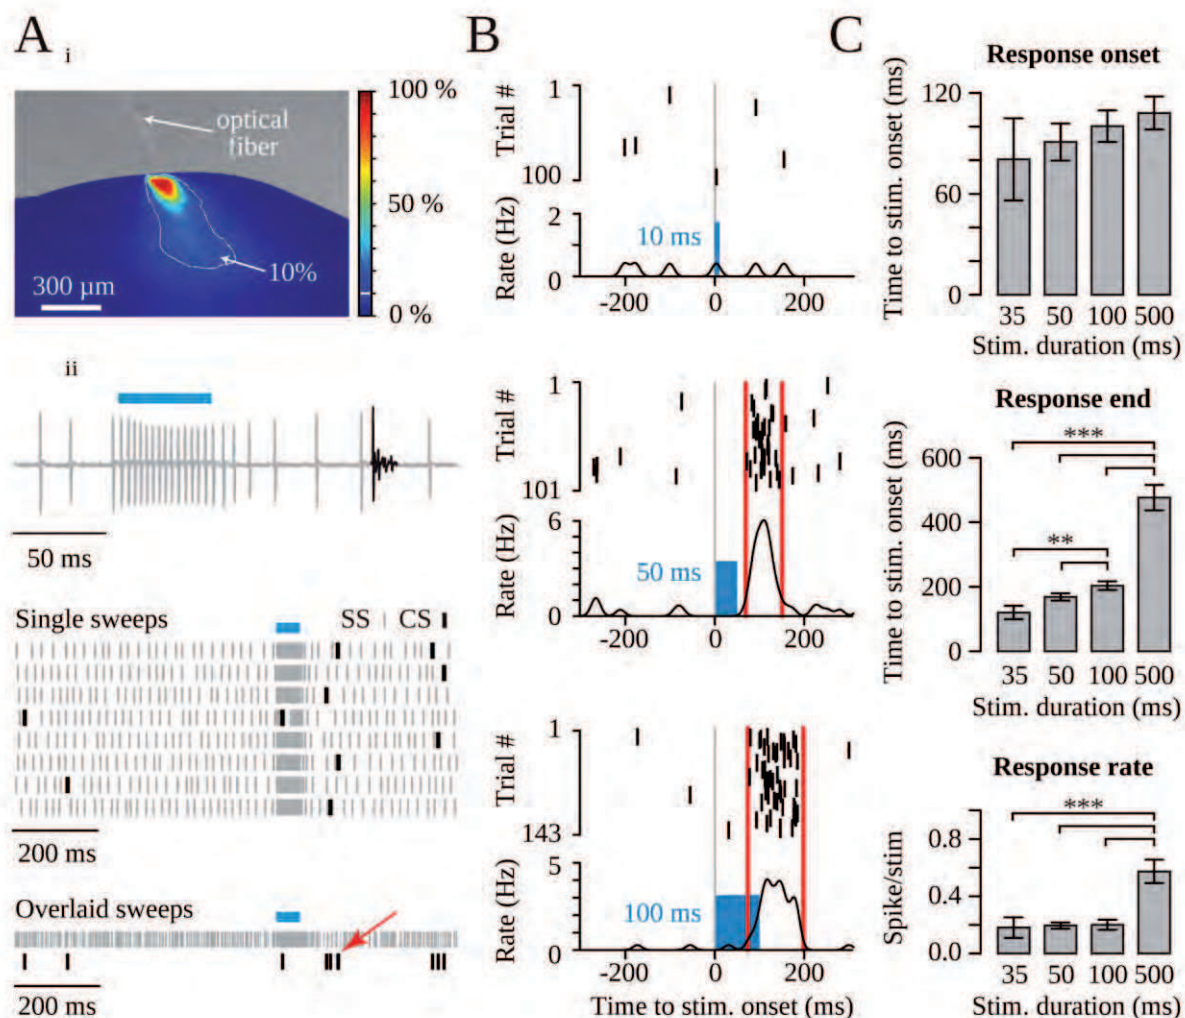 A
i
optical
fiber
10%
300 µm
100 %
50 %
0 %
ii
50 ms
Single sweeps
SS
CS
200 ms
Overlaid sweeps
200 ms
B
Trial #
1
100
Rate (Hz)
2
0
10 ms
-200
0
200
Trial #
1
101
Rate (Hz)
6
0
50 ms
-200
0
200
Trial #
1
143
Rate (Hz)
5
0
100 ms
-200
0
200
Time to stim. onset (ms)
C
Response onset
Time to stim. onset (ms)
120
60
0
35
50
100
500
Stim. duration (ms)
Response end
Time to stim. onset (ms)
600
400
200
0
***
**
35
50
100
500
Stim. duration (ms)
Response rate
Spike/stim
0.8
0.4
0.0
***
35
50
100
500
Stim. duration (ms)